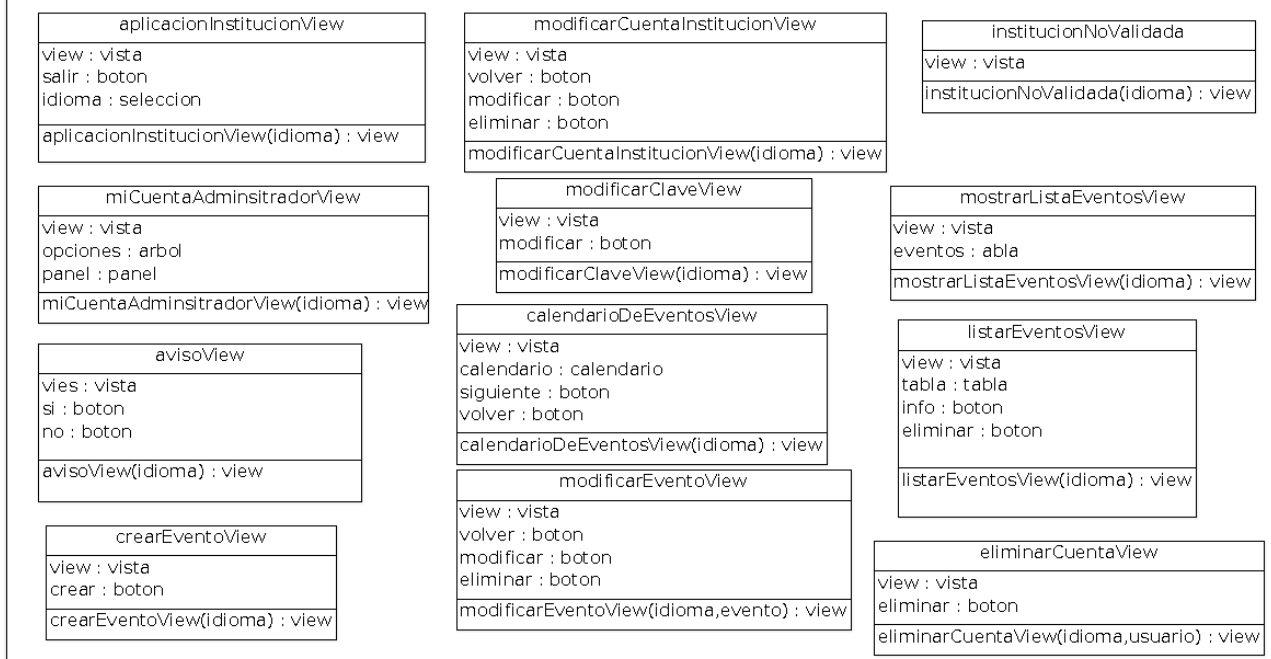 aplicacionInstitucionView
view : vista
salir : boton
idioma : seleccion
aplicacionInstitucionView(idioma) : view
modificarCuentaInstitucionView
view : vista
volver : boton
modificar : boton
eliminar : boton
modificarCuentaInstitucionView(idioma) : view
institucionNoValidada
view : vista
institucionNoValidada(idioma) : view
miCuentaAdminsitradorView
view : vista
opciones : arbol
panel : panel
miCuentaAdminsitradorView(idioma) : view
modificarClaveView
view : vista
modificar : boton
modificarClaveView(idioma) : view
mostrarListaEventosView
view : vista
eventos : abla
mostrarListaEventosView(idioma) : view
avisoView
vies : vista
si : boton
no : boton
avisoView(idioma) : view
calendarioDeEventosView
view : vista
calendario : calendario
siguiente : boton
volver : boton
calendarioDeEventosView(idioma) : view
listarEventosView
view : vista
tabla : tabla
info : boton
eliminar : boton
listarEventosView(idioma) : view
crearEventoView
view : vista
crear : boton
crearEventoView(idioma) : view
modificarEventoView
view : vista
volver : boton
modificar : boton
eliminar : boton
modificarEventoView(idioma,evento) : view
eliminarCuentaView
view : vista
eliminar : boton
eliminarCuentaView(idioma,usuario) : view